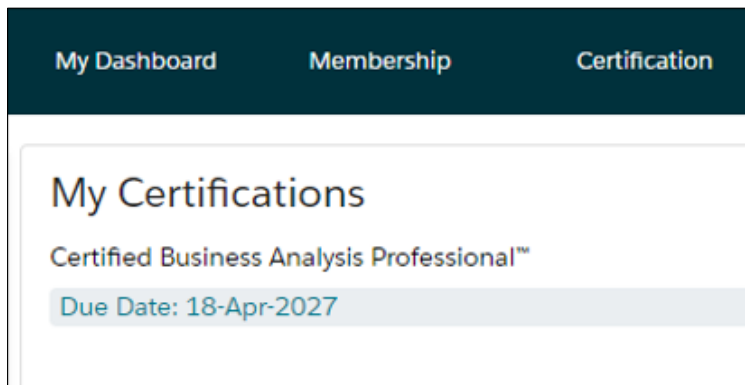 My Dashboard Membership Certification
My Certifications
Certified Business Analysis Professional™
Due Date: 18-Apr-2027